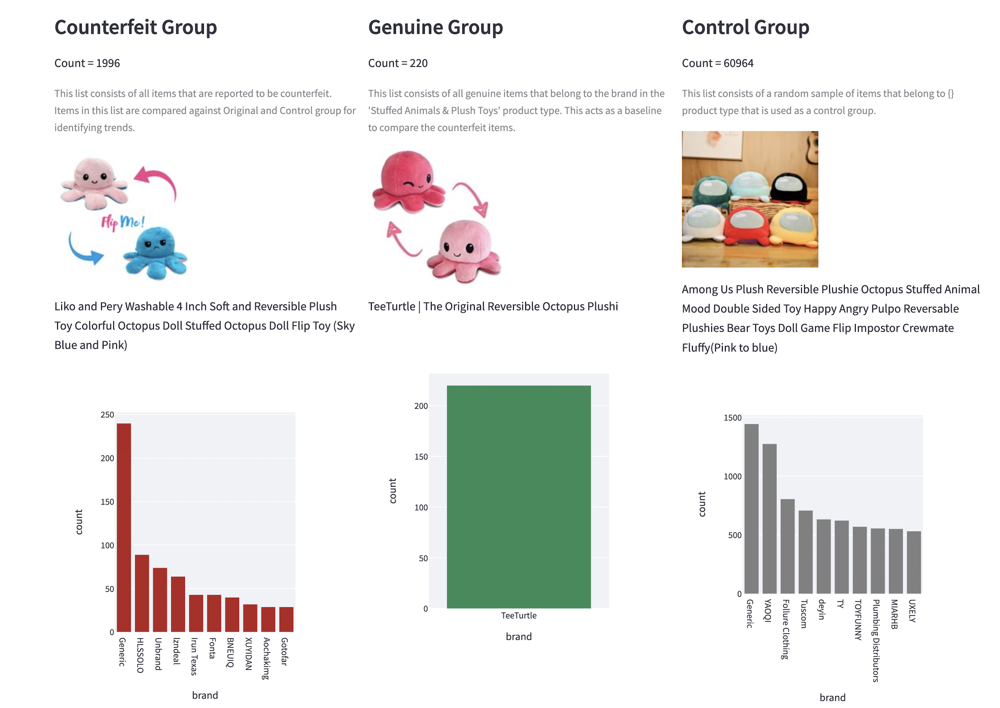 Counterfeit Group
Count = 1996
This list consists of all items that are reported to be counterfeit.
Items in this list are compared against Original and Control group for
identifying trends.
Flip Me!
Liko and Pery Washable 4 Inch Soft and Reversible Plush
Toy Colorful Octopus Doll Stuffed Octopus Doll Flip Toy (Sky
Blue and Pink)
250
200
150
100
50
0
count
Generic
HLSSOLO
Unbrand
Izndeal
Irun Texas
Fonta
BNEUIQ
XUYIDAN
Aochakimg
Gotofar
brand
Genuine Group
Count = 220
This list consists of all genuine items that belong to the brand in the
'Stuffed Animals & Plush Toys' product type. This acts as a baseline
to compare the counterfeit items.
TeeTurtle | The Original Reversible Octopus Plushi
200
150
100
50
0
count
TeeTurtle
brand
Control Group
Count = 60964
This list consists of a random sample of items that belong to {}
product type that is used as a control group.
Among Us Plush Reversible Plushie Octopus Stuffed Animal
Mood Double Sided Toy Happy Angry Pulpo Reversable
Plushies Bear Toys Doll Game Flip Impostor Crewmate
Fluffy(Pink to blue)
1500
1000
500
0
count
Generic
YAOQI
Follure Clothing
Tuscom
deyin
TY
TOYFUNNY
Plumbing Distributors
MIARHB
UXELY
brand